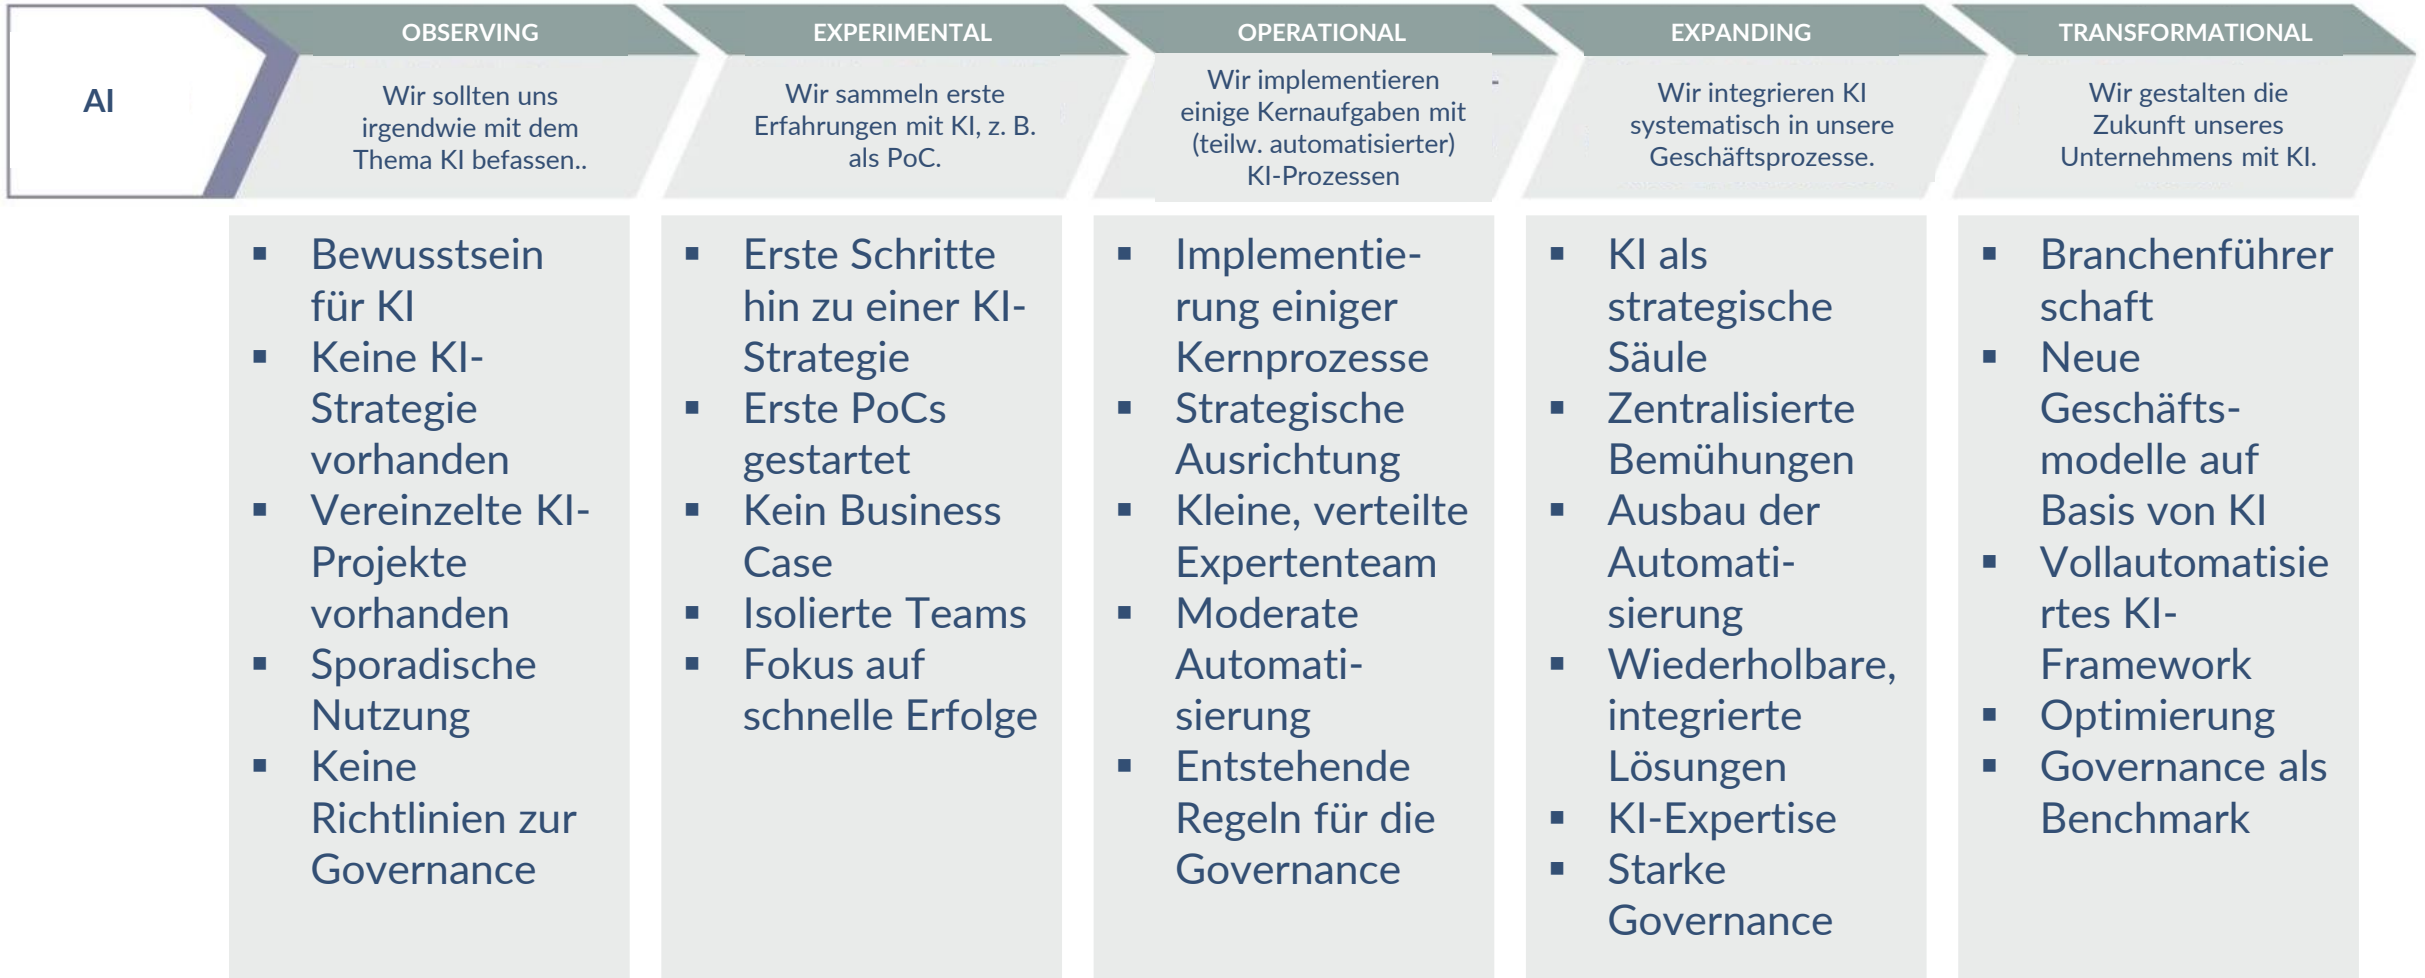 AI
OBSERVING
Wir sollten uns
irgendwie mit dem
Thema KI befassen..
EXPERIMENTAL
Wir sammeln erste
Erfahrungen mit KI, z. B.
als PoC.
OPERATIONAL
Wir implementieren
einige Kernaufgaben mit
(teilw. automatisierter)
KI-Prozessen
EXPANDING
Wir integrieren KI
systematisch in unsere
Geschäftsprozesse.
TRANSFORMATIONAL
Wir gestalten die
Zukunft unseres
Unternehmens mit KI.
▪ Bewusstsein
für KI
▪ Keine KI-
Strategie
vorhanden
▪ Vereinzelte KI-
Projekte
vorhanden
▪ Sporadische
Nutzung
▪ Keine
Richtlinien zur
Governance
▪ Erste Schritte
hin zu einer KI-
Strategie
▪ Erste PoCs
gestartet
▪ Kein Business
Case
▪ Isolierte Teams
▪ Fokus auf
schnelle Erfolge
▪ Implementie-
rung einiger
Kernprozesse
▪ Strategische
Ausrichtung
▪ Kleine, verteilte
Expertenteam
▪ Moderate
Automati-
sierung
▪ Entstehende
Regeln für die
Governance
▪ KI als
strategische
Säule
▪ Zentralisierte
Bemühungen
▪ Ausbau der
Automati-
sierung
▪ Wiederholbare,
integrierte
Lösungen
▪ KI-Expertise
▪ Starke
Governance
▪ Branchenführer
schaft
▪ Neue
Geschäfts-
modelle auf
Basis von KI
▪ Vollautomatisie
rtes KI-
Framework
▪ Optimierung
▪ Governance als
Benchmark